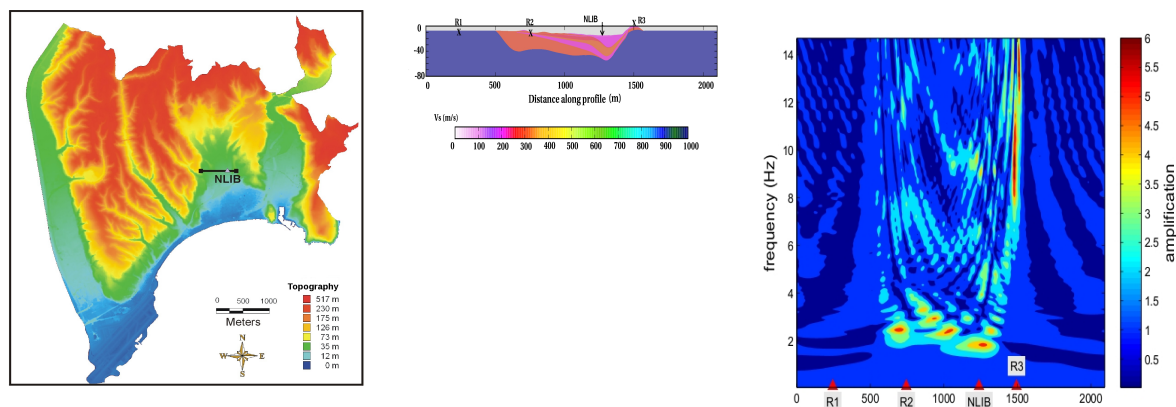 NLIB
Topography
517 m
230 m
175 m
126 m
73 m
35 m
12 m
0 m
0 500 1000
Meters
N
W E
S
R1 R2 NLIB R3
0
-40
-80
0 500 1000 1500 2000
Distance along profile (m)
Vs (m/s)
0 100 200 300 400 500 600 700 800 900 1000
frequency (Hz)
14
12
10
8
6
4
2
R3
0 500 1000 1500 2000
R1 R2 NLIB
6
5.5
5
4.5
4
3.5
3
2.5
2
1.5
1
0.5
amplification